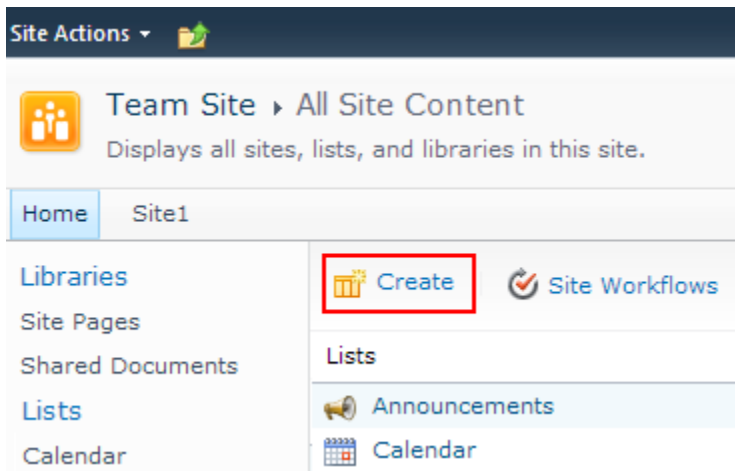 Site Actions
Team Site ▸ All Site Content
Displays all sites, lists, and libraries in this site.
Home Site1
Libraries
Site Pages
Shared Documents
Lists
Calendar
Create Site Workflows
Lists
Announcements
Calendar